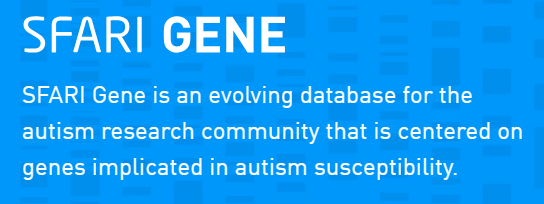 SFARI GENE
SFARI Gene is an evolving database for the
autism research community that is centered on
genes implicated in autism susceptibility.